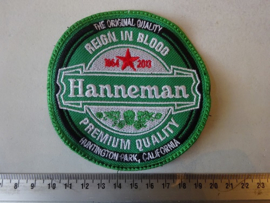 THE ORIGINAL QUALITY
REIGN IN BLOOD
1964 2013
Hanneman
PREMIUM QUALITY
HUNTINGTON PARK, CALIFORNIA